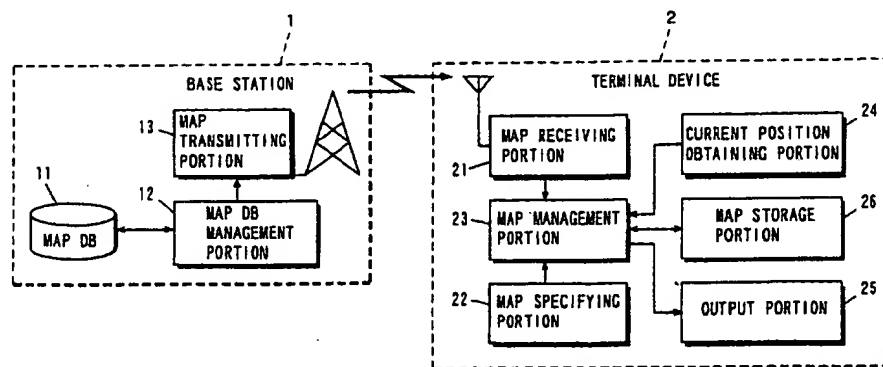 1
BASE STATION
13
MAP
TRANSMITTING
PORTION
11
MAP DB
12
MAP DB
MANAGEMENT
PORTION
2
TERMINAL DEVICE
21
MAP RECEIVING
PORTION
24
CURRENT POSITION
OBTAINING PORTION
23
MAP MANAGEMENT
PORTION
26
MAP STORAGE
PORTION
22
MAP SPECIFYING
PORTION
25
OUTPUT PORTION